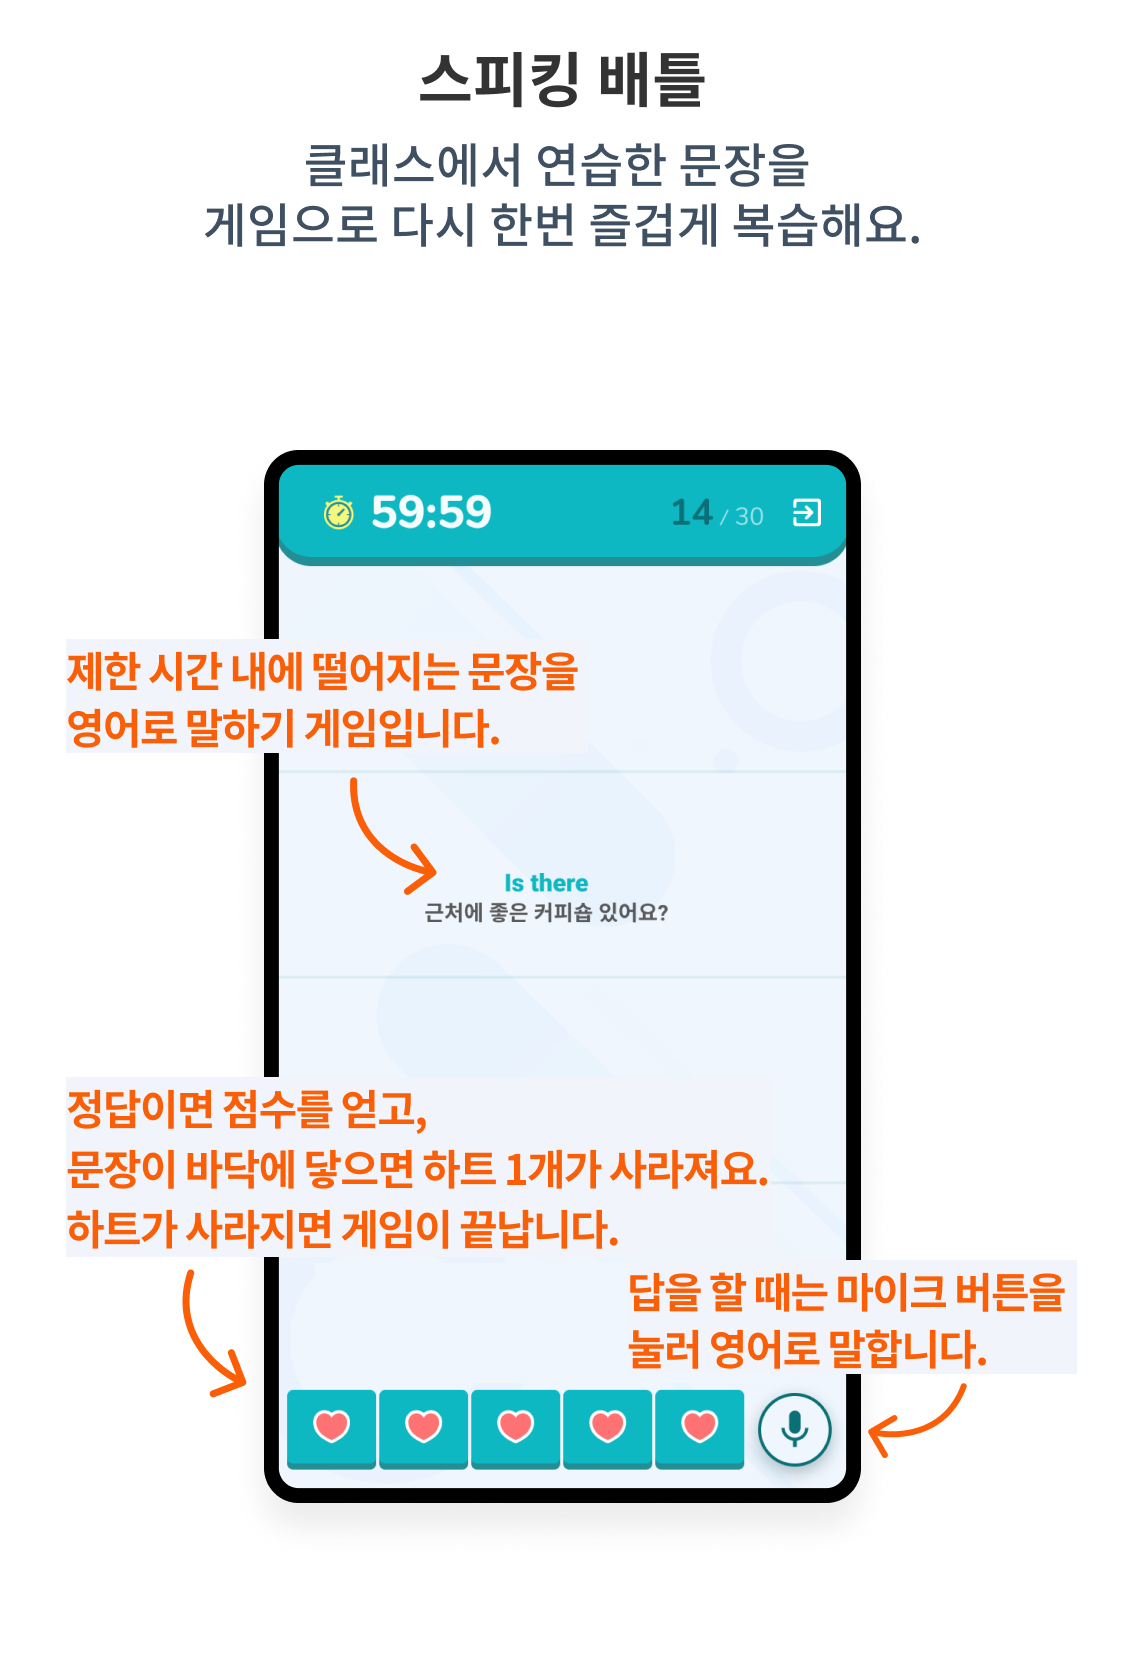 스피킹 배틀
클래스에서 연습한 문장을
게임으로 다시 한번 즐겁게 복습해요.
59:59
14 / 30
제한 시간 내에 떨어지는 문장을
영어로 말하기 게임입니다.
Is there
근처에 좋은 커피숍 있어요?
정답이면 점수를 얻고,
문장이 바닥에 닿으면 하트 1개가 사라져요.
하트가 사라지면 게임이 끝납니다.
답을 할 때는 마이크 버튼을
눌러 영어로 말합니다.